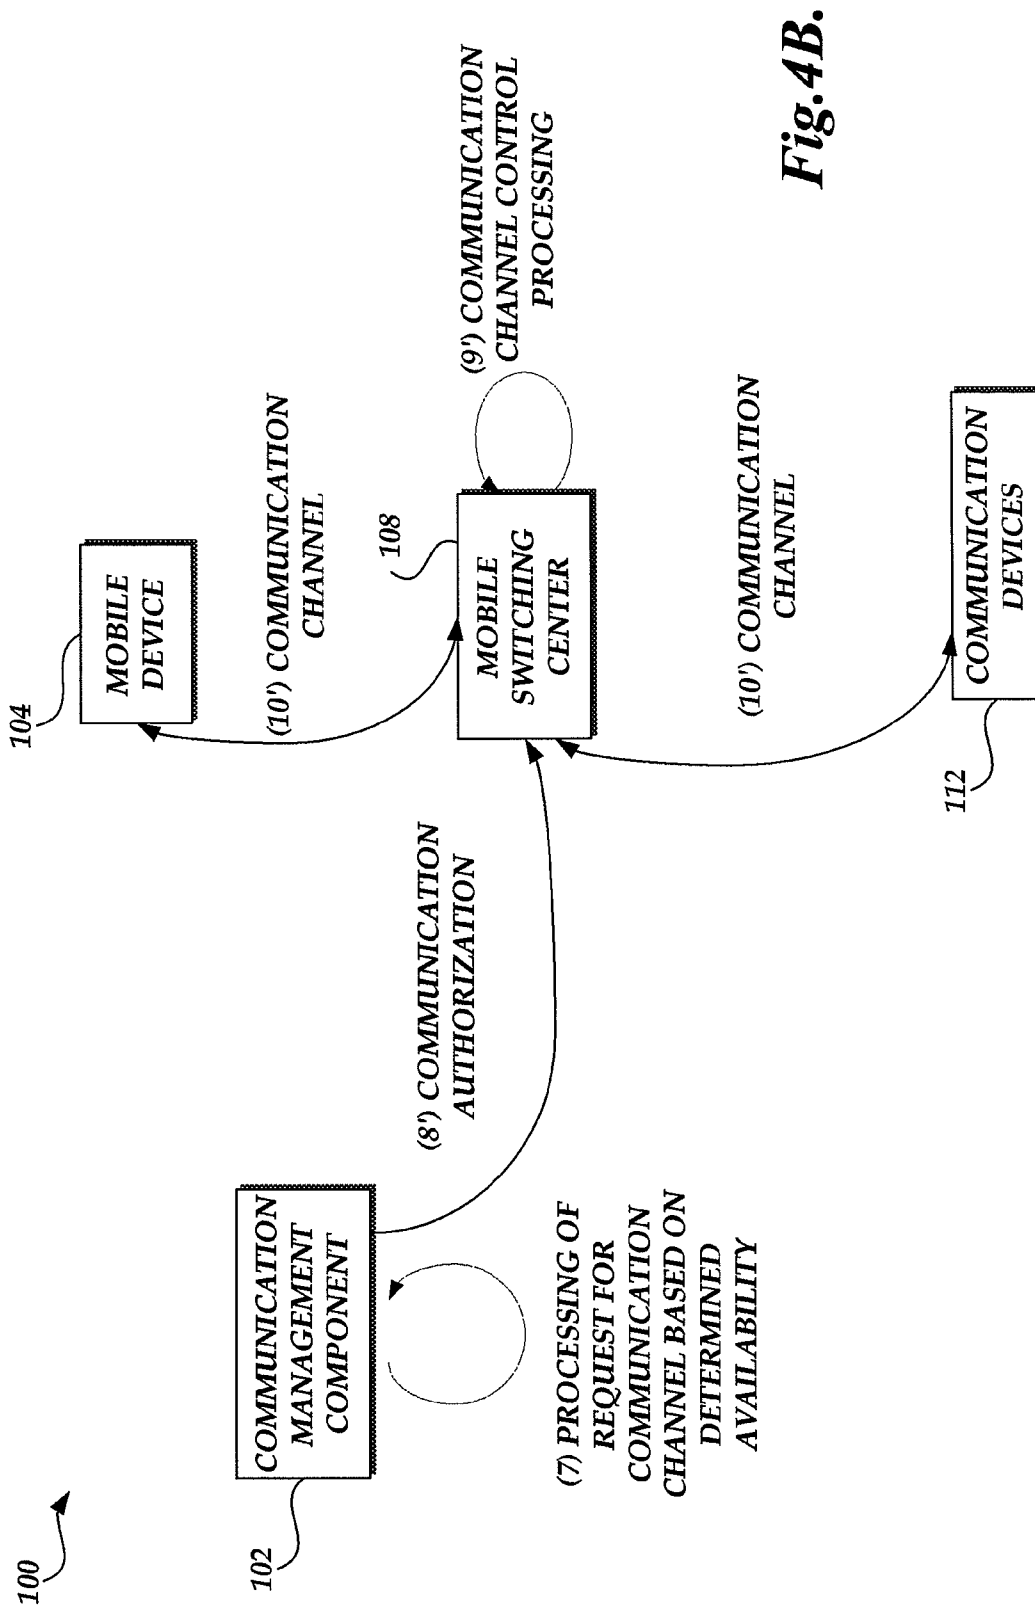 100
104
MOBILE
DEVICE
(10') COMMUNICATION
CHANNEL
102
COMMUNICATION
MANAGEMENT
COMPONENT
(8') COMMUNICATION
AUTHORIZATION
108
MOBILE
SWITCHING
CENTER
(9') COMMUNICATION
CHANNEL CONTROL
PROCESSING
(7) PROCESSING OF
REQUEST FOR
COMMUNICATION
CHANNEL BASED ON
DETERMINED
AVAILABILITY
(10') COMMUNICATION
CHANNEL
112
COMMUNICATION
DEVICES
Fig.4B.